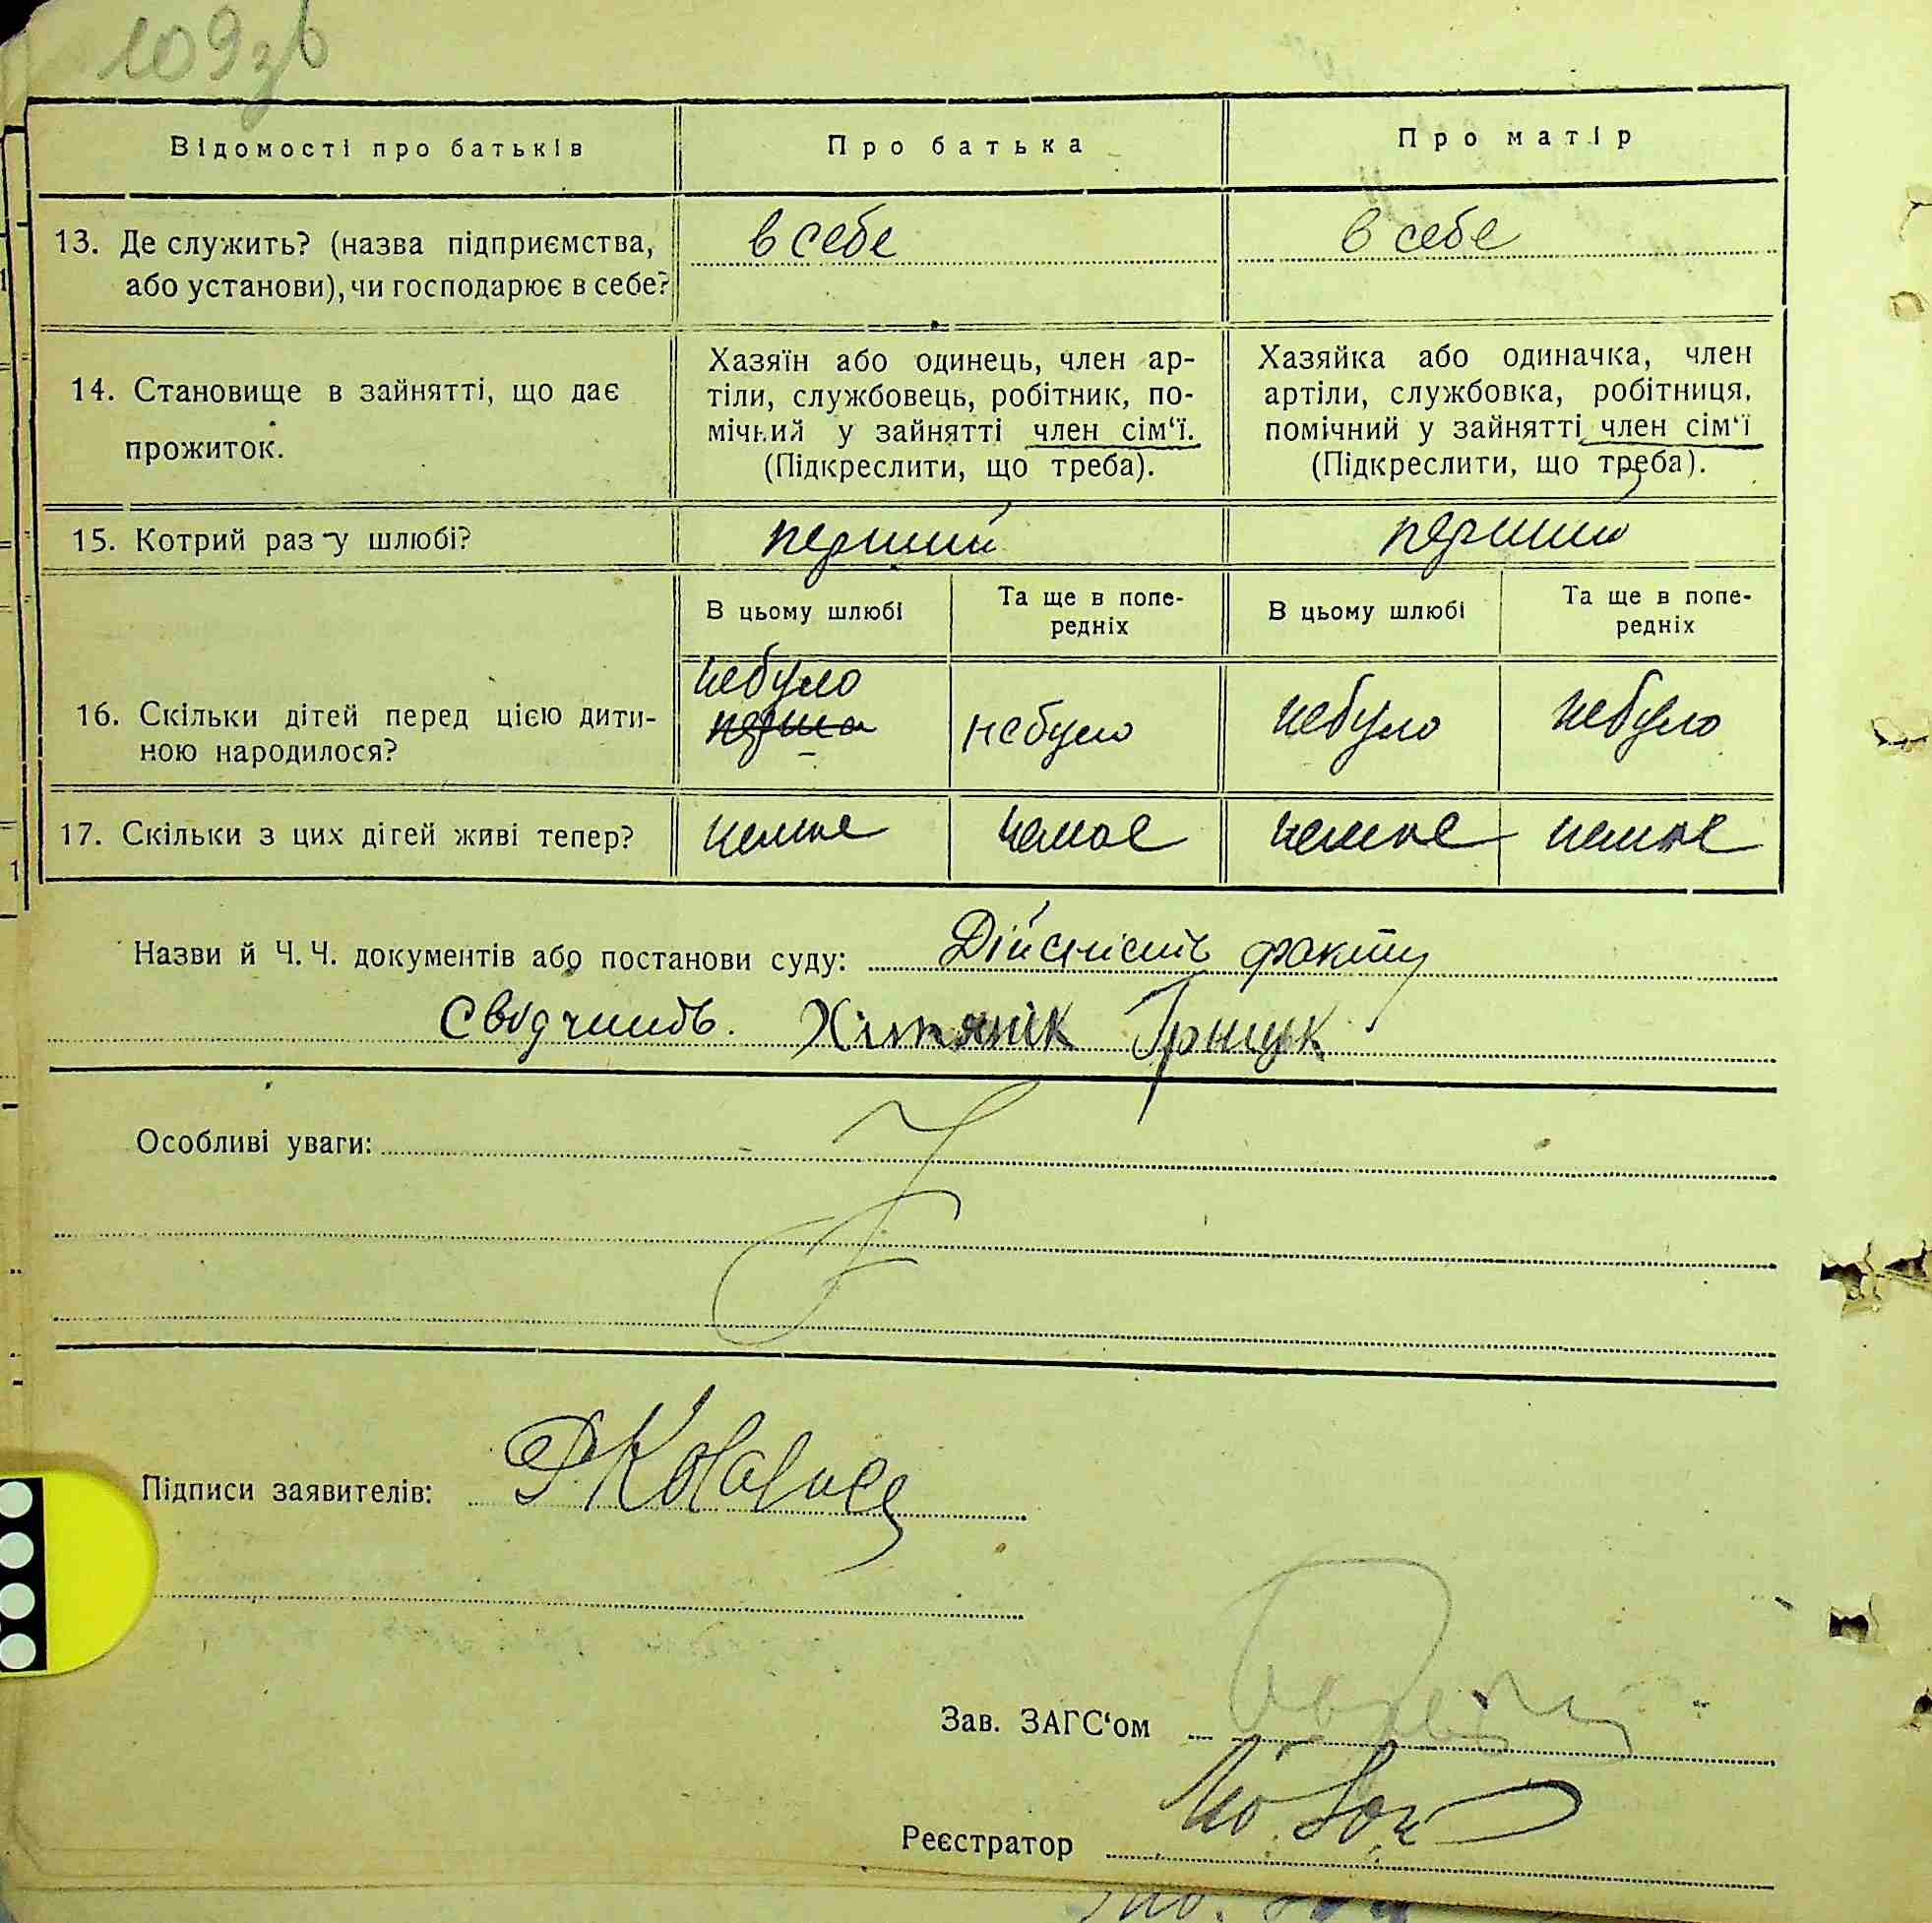 109зв
Відомості про батьків
Про батька
Про матір
13. Де служить? (назва підприємства,
або установи), чи господарює в себе?
в себе
в себе
14. Становище в зайнятті, що дає
прожиток.
Хазяїн або одинець, член ар-
тіли, службовець, робітник, по-
мічний у зайнятті член сім'ї.
(Підкреслити, що треба).
Хазяйка або одиначка, член
артіли, службовка, робітниця,
помічний у зайнятті член сім'ї
(Підкреслити, що треба).
15. Котрий раз у шлюбі?
перший
перший
В цьому шлюбі
Та ще в попе-
редніх
В цьому шлюбі
Та ще в попе-
редніх
16. Скільки дітей перед цією дити-
ною народилося?
небуло
перша
небуло
небуло
небуло
17. Скільки з цих дітей живі тепер?
немає
немає
немає
немає
Назви й Ч. Ч. документів або постанови суду: Дійсність факту
свідчить.
Особливі уваги:
Підписи заявителів:
Зав. ЗАГС'ом
Реєстратор